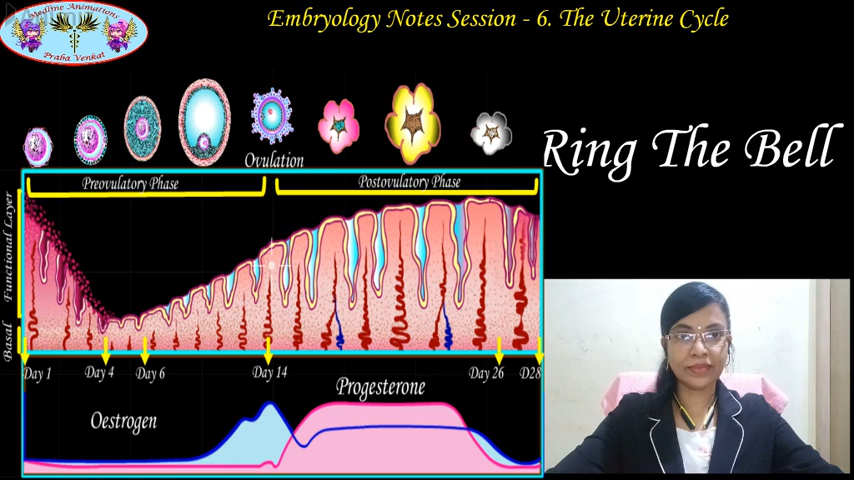 Medline Animations
Praba Venkat
Embryology Notes Session - 6. The Uterine Cycle
Ring The Bell
Ovulation
Preovulatory Phase
Postovulatory Phase
Functional Layer
Basal
Day 1
Day 4
Day 6
Day 14
Day 26
D28
Oestrogen
Progesterone